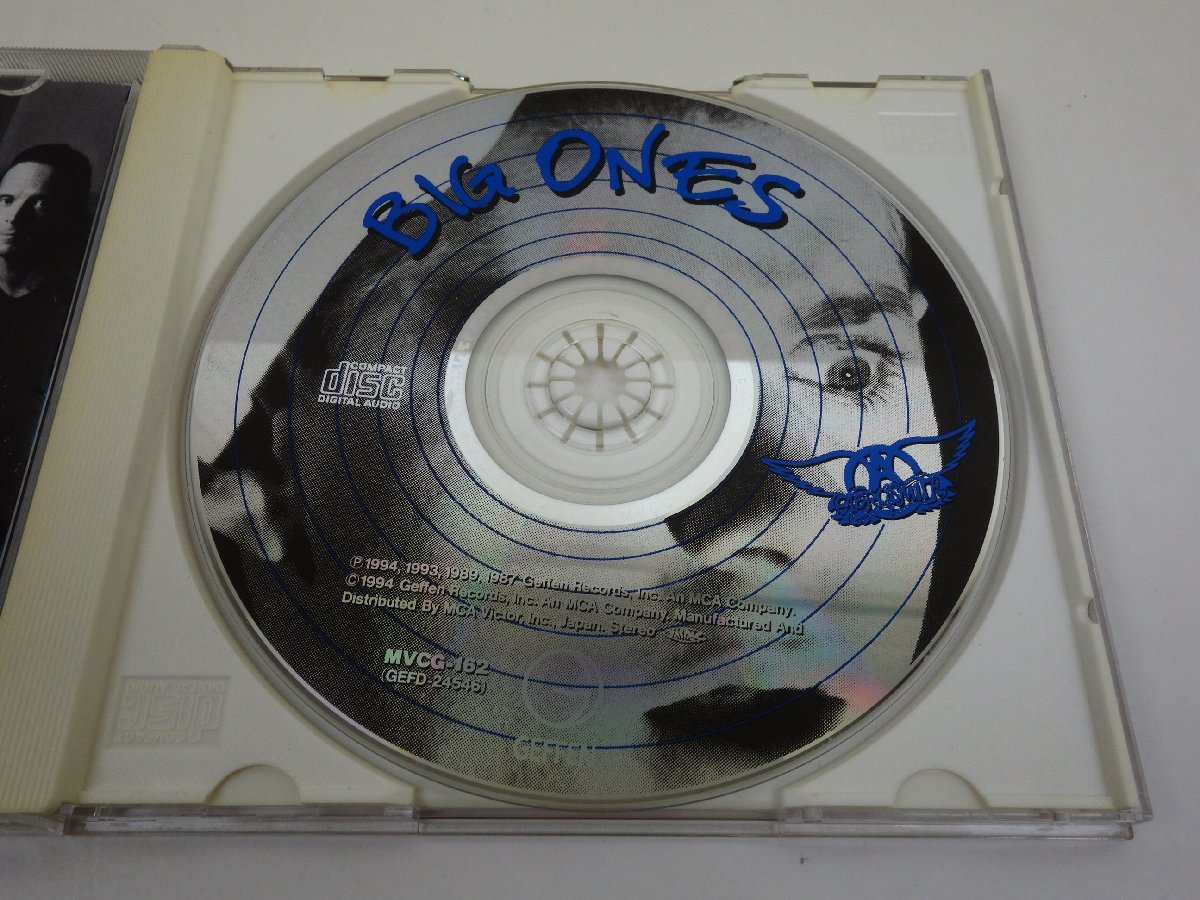 BIG ONES
COMPACT
disc
DIGITAL AUDIO
AEROSMITH
℗1994, 1993, 1989, 1987 Geffen Records, Inc. An MCA Company.
©1994 Geffen Records, Inc. An MCA Company. Manufactured And
Distributed By MCA Victor, Inc., Japan. Stereo
MVCG-162
(GEFD-24546)
GEFFEN